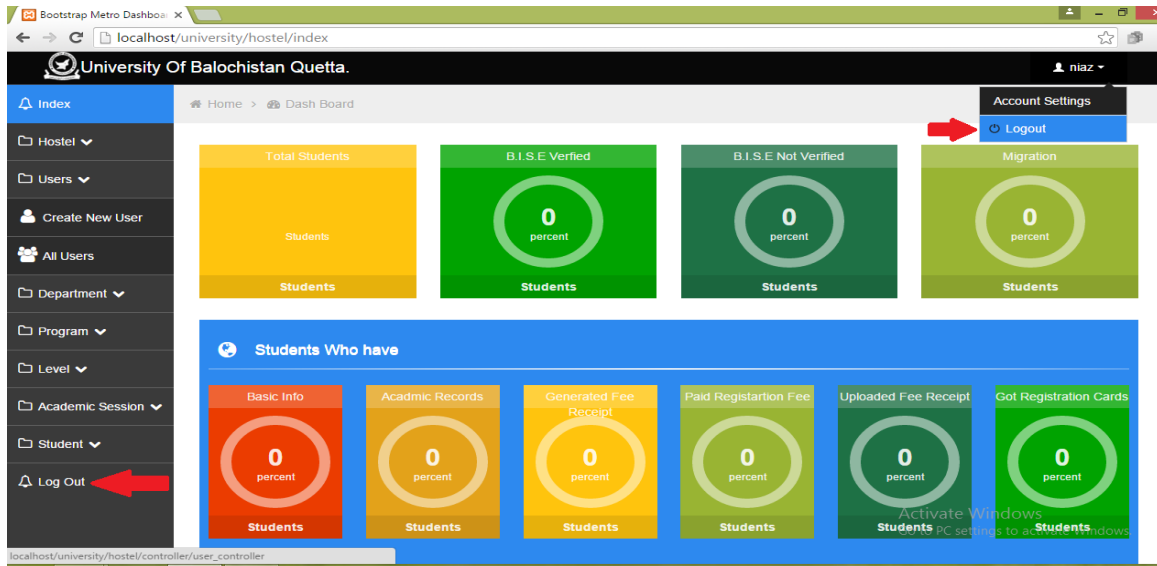 Bootstrap Metro Dashboa
localhost/university/hostel/index
University Of Balochistan Quetta.
niaz
Index
Home > Dash Board
Account Settings
Logout
Hostel
Users
Create New User
All Users
Department
Program
Level
Academic Session
Student
Log Out
Total Students
Students
Students
B.I.S.E Verfied
0
percent
Students
B.I.S.E Not Verified
0
percent
Students
Migration
0
percent
Students
Students Who have
Basic Info
0
percent
Students
Acadmic Records
0
percent
Students
Generated Fee
Receipt
0
percent
Students
Paid Registartion Fee
0
percent
Students
Uploaded Fee Receipt
0
percent
Students
Got Registration Cards
0
percent
Students
Activate Windows
Go to PC settings to activate Windows.
localhost/university/hostel/controller/user_controller